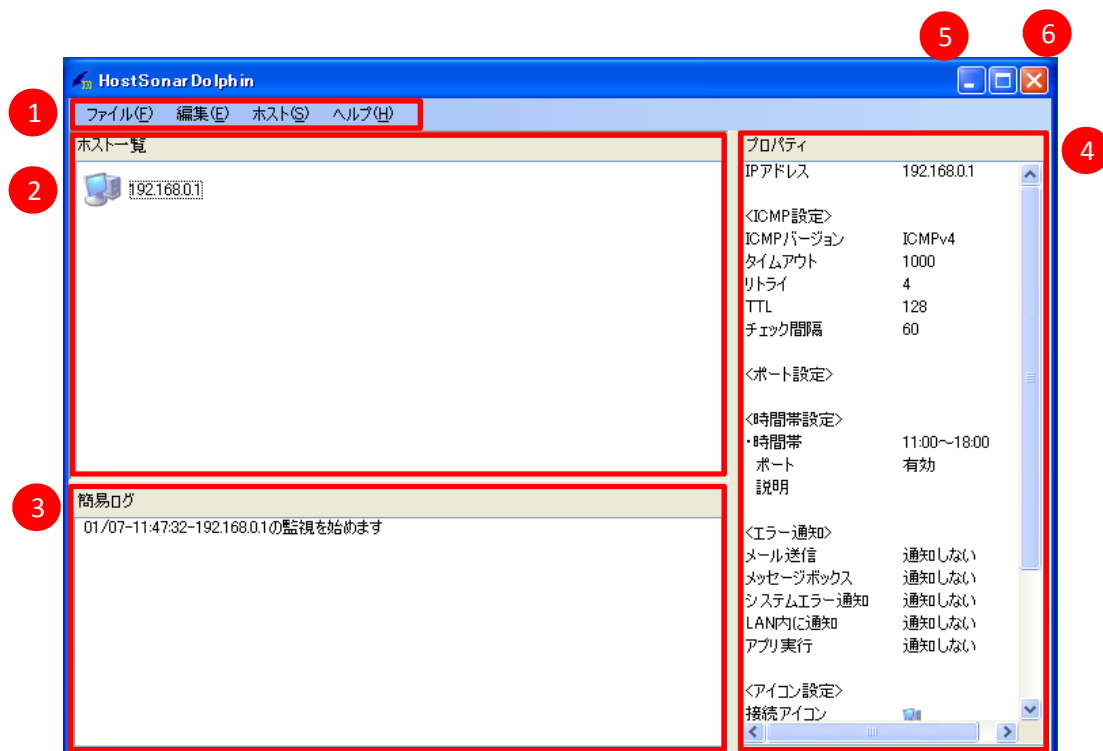 5
6
HostSonarDolphin
1
ファイル(F) 編集(E) ホスト(S) ヘルプ(H)
ホスト一覧
2
192.168.0.1
プロパティ
4
IPアドレス 192.168.0.1
<ICMP設定>
ICMPバージョン ICMPv4
タイムアウト 1000
リトライ 4
TTL 128
チェック間隔 60
<ポート設定>
<時間帯設定>
・時間帯 11:00～18:00
ポート 有効
説明
<エラー通知>
メール送信 通知しない
メッセージボックス 通知しない
システムエラー通知 通知しない
LAN内に通知 通知しない
アプリ実行 通知しない
<アイコン設定>
接続アイコン
3
簡易ログ
01/07-11:47:32-192.168.0.1の監視を始めます